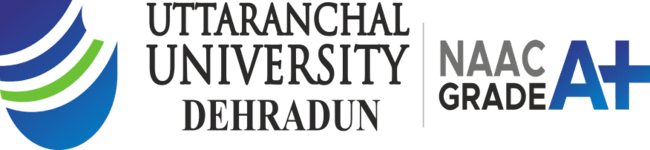 UTTARANCHAL
UNIVERSITY
DEHRADUN
NAAC
GRADE A+